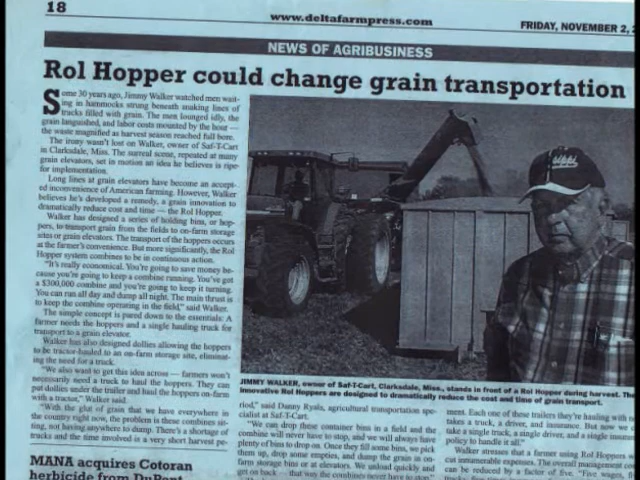 18
www.deltafarmpress.com
FRIDAY, NOVEMBER 2, 2
NEWS OF AGRIBUSINESS
Rol Hopper could change grain transportation
Some 30 years ago, Jimmy Walker watched men wait-
ing in hammocks strung beneath making lines of
trucks filled with grain. The men lounged idly, the
grain languished, and labor costs mounted by the hour —
the waste magnified as harvest season reached full bore.
The irony wasn't lost on Walker, owner of Saf-T-Cart
in Clarksdale, Miss. The surreal scene, repeated at many
grain elevators, set in motion an idea he believes is ripe
for implementation.
Long lines at grain elevators have become an accept-
ed inconvenience of American farming. However, Walker
believes he's developed a remedy, a grain innovation to
dramatically reduce cost and time — the Rol Hopper.
Walker has designed a series of holding bins, or hop-
pers, to transport grain from the fields to on-farm storage
sites or grain elevators. The transport of the hoppers occurs
at the farmer's convenience. But more significantly, the Rol
Hopper system combines to be in continuous action.
"It's really economical. You're going to save money be-
cause you're going to keep a combine running. You've got
a $300,000 combine and you're going to keep it turning.
You can run all day and dump all night. The main thrust is
to keep the combine operating in the field," said Walker.
The simple concept is pared down to the essentials: A
farmer needs the hoppers and a single hauling truck for
transport to a grain elevator.
Walker has also designed dollies allowing the hoppers
to be tractor-hauled to an on-farm storage site, eliminat-
ing the need for a truck.
"We also want to get this idea across — farmers won't
necessarily need a truck to haul the hoppers. They can
put dollies under the trailer and haul the hoppers on-farm
with a tractor," Walker said.
"With the glut of grain that we have everywhere in
the country right now, the problem is these combines sit-
ting, not having anywhere to dump. There's a shortage of
trucks and the time involved is a very short harvest pe-
MANA acquires Cotoran
herbicide from DuPont
JIMMY WALKER, owner of Saf-T-Cart, Clarksdale, Miss., stands in front of a Rol Hopper during harvest. The
innovative Rol Hoppers are designed to dramatically reduce the cost and time of grain transport.
riod," said Danny Ryals, agricultural transportation spe-
cialist at Saf-T-Cart.
"We can drop these container bins in a field and the
combine will never have to stop, and we will always have
plenty of bins to drop on. Once they fill some bins, we pick
them up, drop some empties, and dump the grain in on-
farm storage bins or at elevators. We unload quickly and
get on back — that way the combines never have to stop."
ment. Each one of these trailers they're hauling with
takes a truck, a driver, and insurance. But now we
take a single truck, a single driver, and a single insuran
policy to handle it all."
Walker stresses that a farmer using Rol Hoppers
cut innumerable expenses. The overall management co
can be reduced by a factor of five. "Five wages, fi